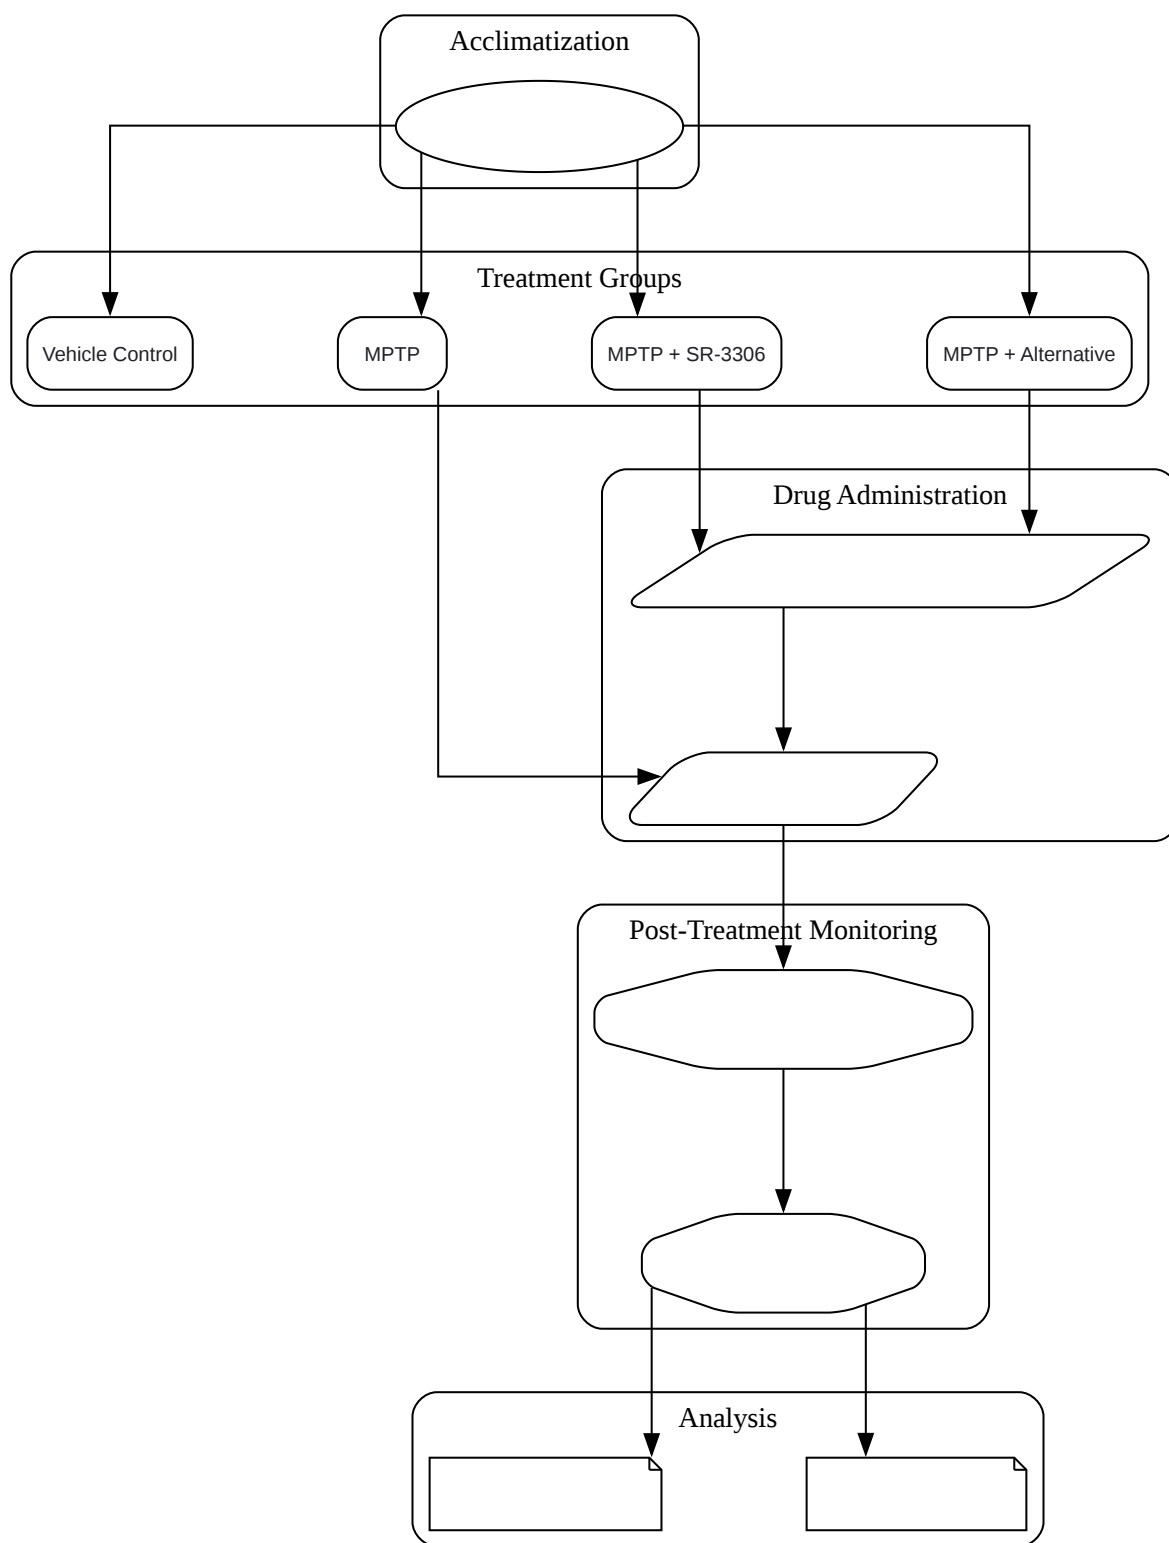 Acclimatization
Treatment Groups
Vehicle Control
MPTP
MPTP + SR-3306
MPTP + Alternative
Drug Administration
Post-Treatment Monitoring
Analysis